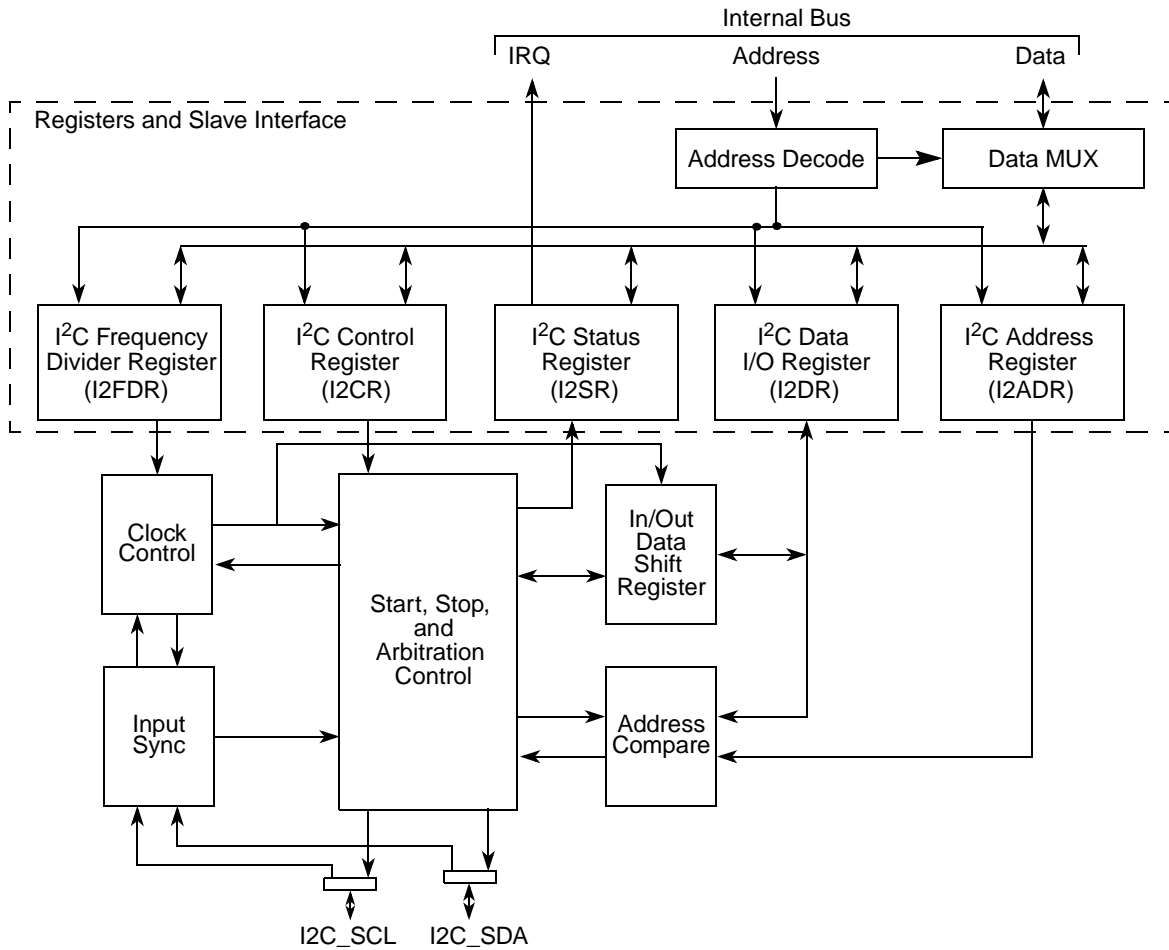 Internal Bus
IRQ
Address
Data
Registers and Slave Interface
Address Decode
Data MUX
I²C Frequency
Divider Register
(I2FDR)
I²C Control
Register
(I2CR)
I²C Status
Register
(I2SR)
I²C Data
I/O Register
(I2DR)
I²C Address
Register
(I2ADR)
Clock
Control
In/Out
Data
Shift
Register
Start, Stop,
and
Arbitration
Control
Input
Sync
Address
Compare
I2C_SCL
I2C_SDA